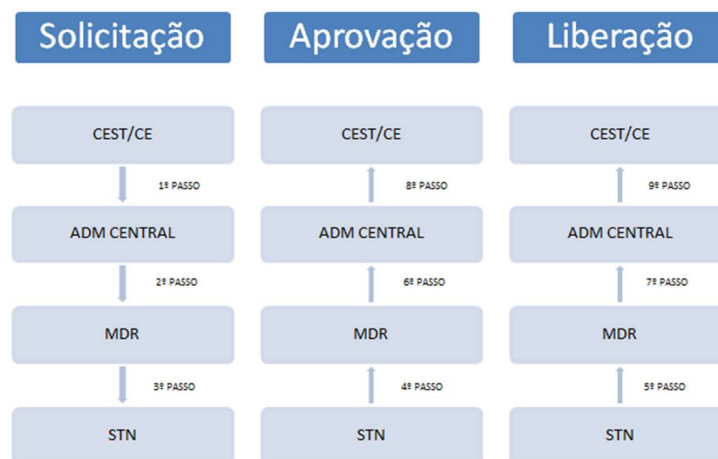 Solicitação
Aprovação
Liberação
CEST/CE
CEST/CE
CEST/CE
1º PASSO
8º PASSO
9º PASSO
ADM CENTRAL
ADM CENTRAL
ADM CENTRAL
2º PASSO
6º PASSO
7º PASSO
MDR
MDR
MDR
3º PASSO
4º PASSO
5º PASSO
STN
STN
STN